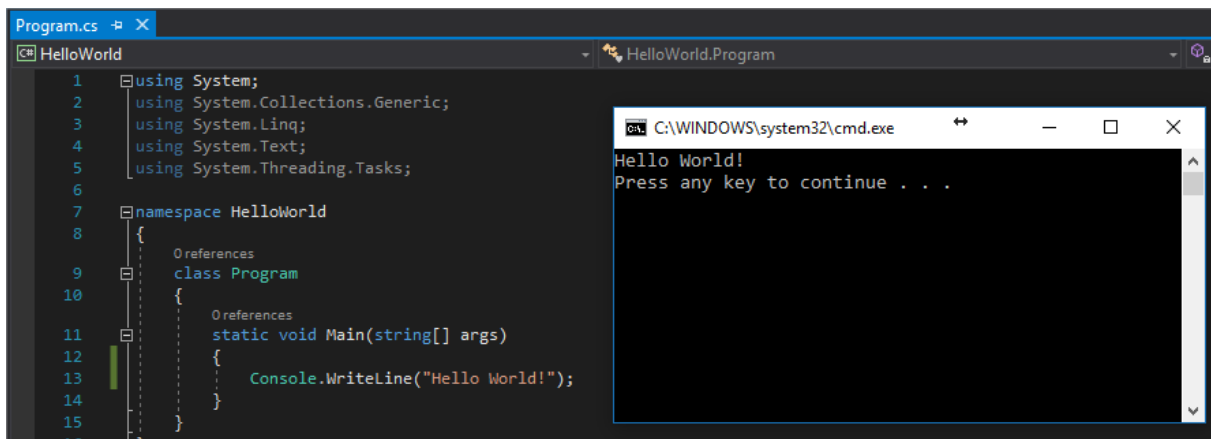 Program.cs
C# HelloWorld
HelloWorld.Program
1 using System;
2 using System.Collections.Generic;
3 using System.Linq;
4 using System.Text;
5 using System.Threading.Tasks;
6
7 namespace HelloWorld
8 {
0 references
9 class Program
10 {
0 references
11 static void Main(string[] args)
12 {
13 Console.WriteLine("Hello World!");
14 }
15 }
C:\WINDOWS\system32\cmd.exe
Hello World!
Press any key to continue . . .